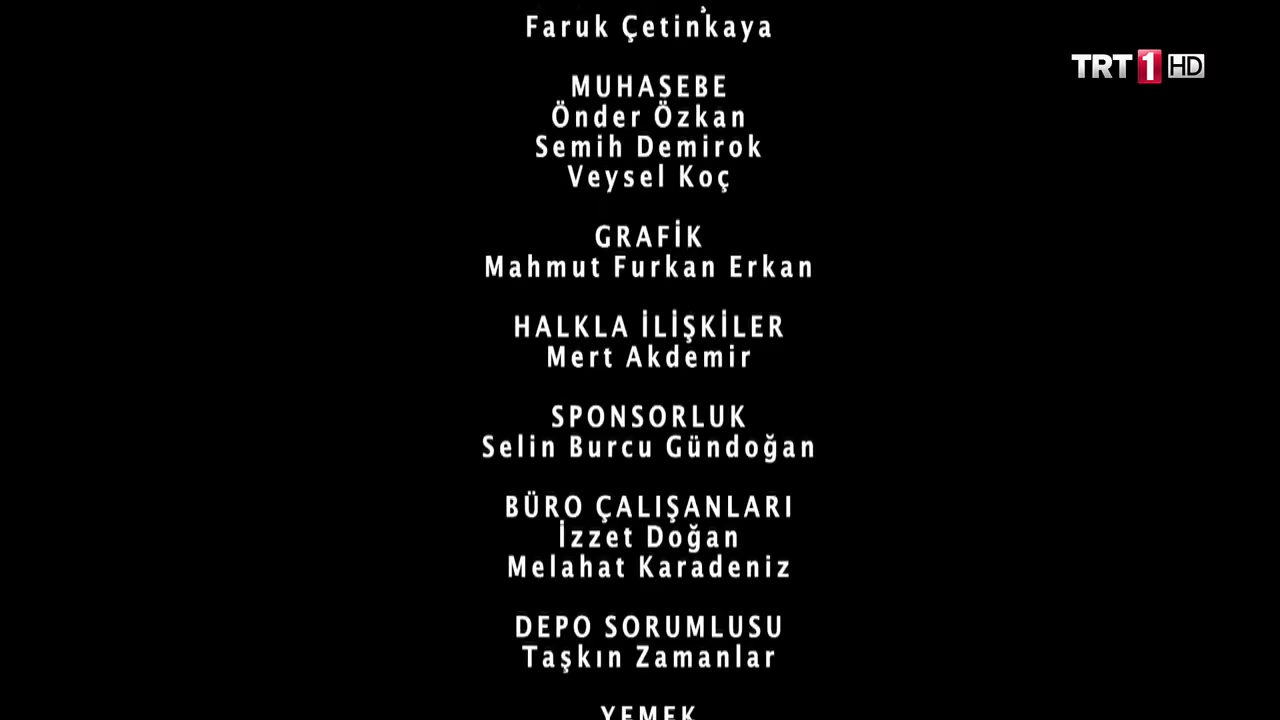 Faruk Çetinkaya
TRT 1 HD
MUHASEBE
Önder Özkan
Semih Demirok
Veysel Koç
GRAFİK
Mahmut Furkan Erkan
HALKLA İLİŞKİLER
Mert Akdemir
SPONSORLUK
Selin Burcu Gündoğan
BÜRO ÇALIŞANLARI
İzzet Doğan
Melahat Karadeniz
DEPO SORUMLUSU
Taşkın Zamanlar
YEMEK